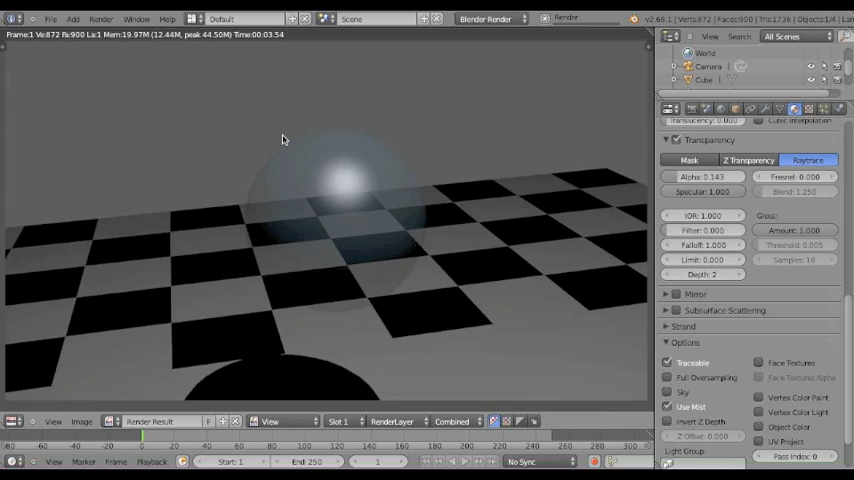 File Add Render Window Help Default Scene Blender Render Render v2.66.1 | Verts:872 | Faces:900 | Tris:1736 | Objects:1/4 | La
Frame:1 Ve:872 Fa:900 La:1 Mem:19.97M (12.44M, peak 44.50M) Time:00:03.54
View Search All Scenes
World
Camera
Cube
Translucency: 0.000 Cubic Interpolation
Transparency
Mask Z Transparency Raytrace
Alpha: 0.143 Fresnel: 0.000
Specular: 1.000 Blend: 1.250
IOR: 1.000 Gloss:
Filter: 0.000 Amount: 1.000
Falloff: 1.000 Threshold: 0.005
Limit: 0.000 Samples: 18
Depth: 2
Mirror
Subsurface Scattering
Strand
Options
Traceable Face Textures
Full Oversampling Face Textures Alpha
Sky
Use Mist Vertex Color Paint
Invert Z Depth Vertex Color Light
Z Offset: 0.000 Object Color
Light Group: UV Project
Pass Index: 0
View Image Render Result F View Slot 1 RenderLayer Combined
-80 -60 -40 -20 0 20 40 60 80 100 120 140 160 180 200 220 240 260 280 300
View Marker Frame Playback Start: 1 End: 250 1 No Sync